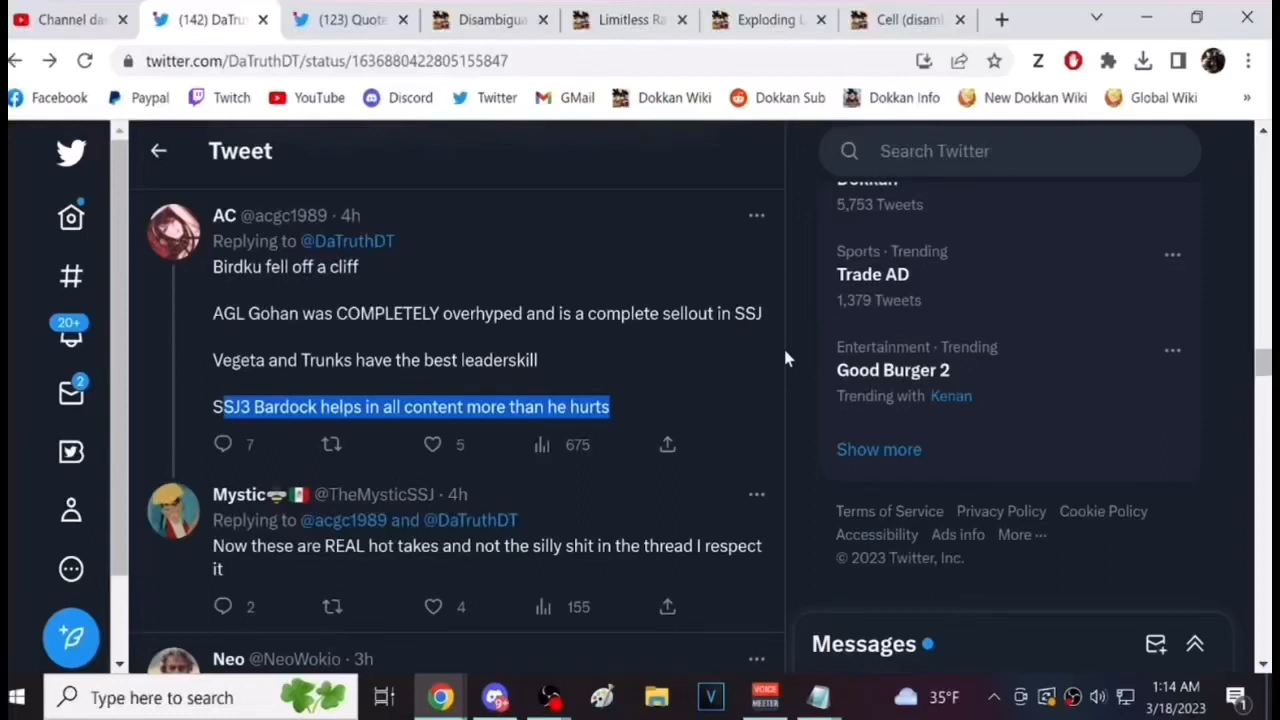 Channel da
(142) DaTru
(123) Quote
Disambigua
Limitless Ra
Exploding L
Cell (disaml
twitter.com/DaTruthDT/status/1636880422805155847
Z
Facebook
Paypal
Twitch
YouTube
Discord
Twitter
GMail
Dokkan Wiki
Dokkan Sub
Dokkan Info
New Dokkan Wiki
Global Wiki
»
Tweet
AC @acgc1989 · 4h
Replying to @DaTruthDT
Birdku fell off a cliff
AGL Gohan was COMPLETELY overhyped and is a complete sellout in SSJ
Vegeta and Trunks have the best leaderskill
SSJ3 Bardock helps in all content more than he hurts
7
5
675
Mystic @TheMysticSSJ · 4h
Replying to @acgc1989 and @DaTruthDT
Now these are REAL hot takes and not the silly shit in the thread I respect
it
2
4
155
Neo @NeoWokio · 3h
20+
2
Search Twitter
Dokkan
5,753 Tweets
Sports · Trending
Trade AD
1,379 Tweets
Entertainment · Trending
Good Burger 2
Trending with Kenan
Show more
Terms of Service Privacy Policy Cookie Policy
Accessibility Ads info More ···
© 2023 Twitter, Inc.
Messages
Type here to search
9+
V
VOICE
MEETER
35°F
1:14 AM
3/18/2023
1